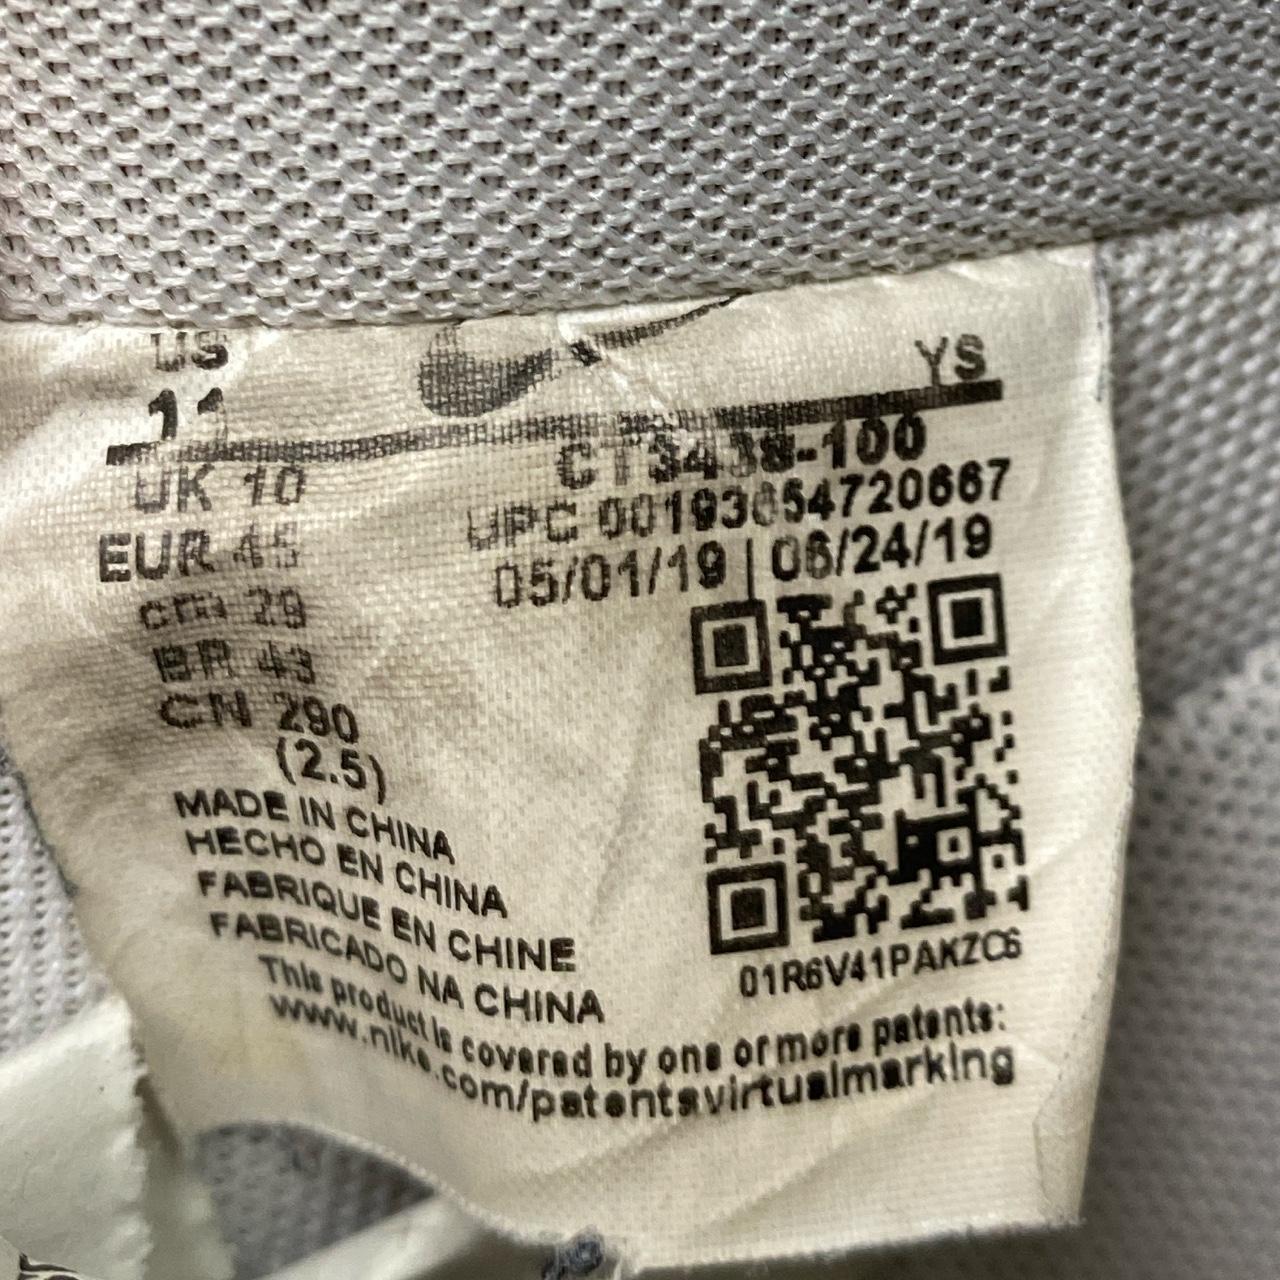 US
11
YS
UK 10
CT3438-100
EUR 45
UPC 00193654720667
05/01/19 | 06/24/19
cm 29
BR 43
CN 290
(2.5)
MADE IN CHINA
HECHO EN CHINA
FABRIQUE EN CHINE
FABRICADO NA CHINA
01R6V41PAKZC6
This product is covered by one or more patents:
www.nike.com/patentsvirtualmarking